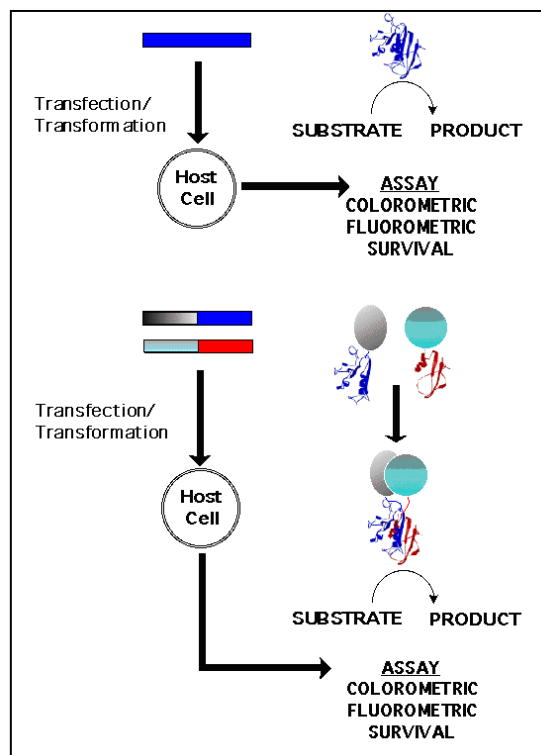 Transfection/
Transformation
SUBSTRATE PRODUCT
Host
Cell
ASSAY
COLOROMETRIC
FLUOROMETRIC
SURVIVAL
Transfection/
Transformation
Host
Cell
SUBSTRATE PRODUCT
ASSAY
COLOROMETRIC
FLUOROMETRIC
SURVIVAL